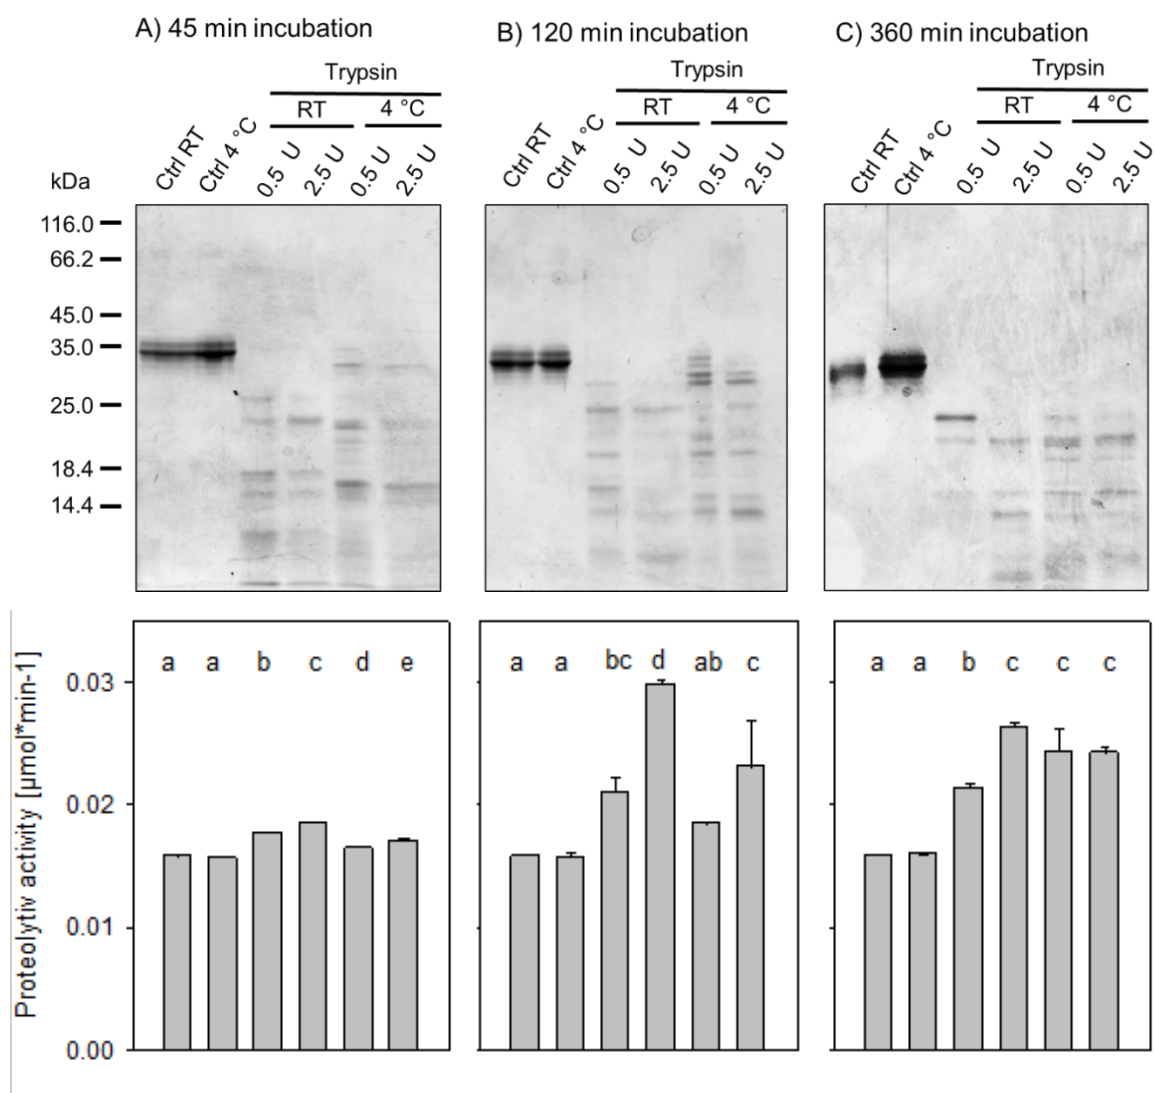 A) 45 min incubation
B) 120 min incubation
C) 360 min incubation
Trypsin
Trypsin
Trypsin
RT
4 °C
RT
4 °C
RT
4 °C
Ctrl RT
Ctrl 4 °C
0.5 U
2.5 U
0.5 U
2.5 U
Ctrl RT
Ctrl 4 °C
0.5 U
2.5 U
0.5 U
2.5 U
Ctrl RT
Ctrl 4 °C
0.5 U
2.5 U
0.5 U
2.5 U
kDa
116.0
66.2
45.0
35.0
25.0
18.4
14.4
Proteolytiv activity [µmol*min-1]
a a b c d e
a a bc d ab c
a a b c c c
0.03
0.02
0.01
0.00